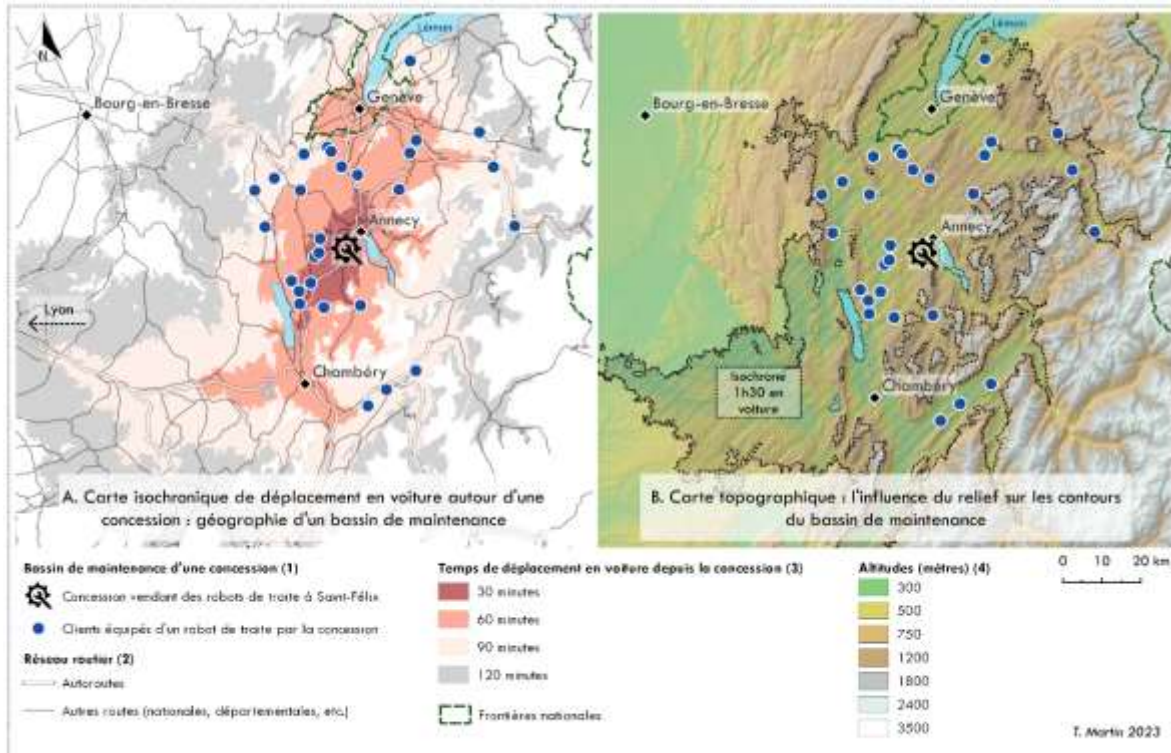 Léman
Genève
Bourg-en-Bresse
N
Annecy
Lyon
Chambéry
A. Carte isochronique de déplacement en voiture autour d'une
concession : géographie d'un bassin de maintenance
Léman
Genève
Bourg-en-Bresse
Annecy
Isochrone
1h30 en
voiture
Chambéry
B. Carte topographique : l'influence du relief sur les contours
du bassin de maintenance
Bassin de maintenance d'une concession (1)
Concession vendant des robots de traite à Saint-Félix
Clients équipés d'un robot de traite par la concession
Réseau routier (2)
Autoroutes
Autres routes (nationales, départementales, etc.)
Temps de déplacement en voiture depuis la concession (3)
30 minutes
60 minutes
90 minutes
120 minutes
Frontières nationales
Altitudes (mètres) (4)
300
500
750
1200
1800
2400
3500
0 10 20 km
T. Martin 2023